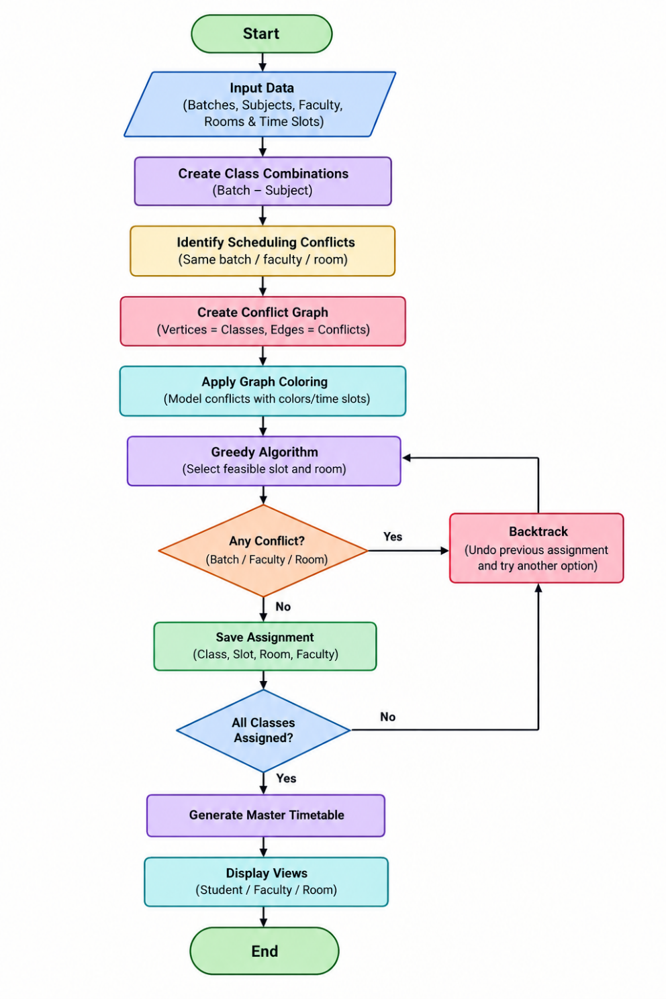 Start
Input Data
(Batches, Subjects, Faculty,
Rooms & Time Slots)
Create Class Combinations
(Batch – Subject)
Identify Scheduling Conflicts
(Same batch / faculty / room)
Create Conflict Graph
(Vertices = Classes, Edges = Conflicts)
Apply Graph Coloring
(Model conflicts with colors/time slots)
Greedy Algorithm
(Select feasible slot and room)
Any Conflict?
(Batch / Faculty / Room)
Yes
Backtrack
(Undo previous assignment
and try another option)
No
Save Assignment
(Class, Slot, Room, Faculty)
All Classes
Assigned?
No
Yes
Generate Master Timetable
Display Views
(Student / Faculty / Room)
End